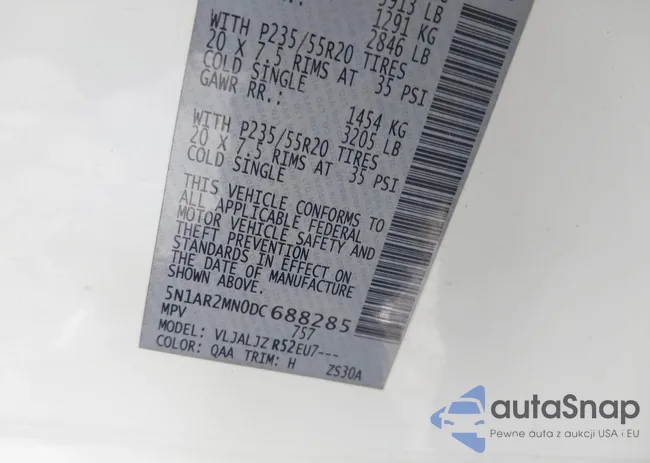 5913 LB
1291 KG
2846 LB
WITH P235/55R20 TIRES
20 X 7.5 RIMS AT 35 PSI
COLD SINGLE
GAWR RR.:
1454 KG
3205 LB
WITH P235/55R20 TIRES
20 X 7.5 RIMS AT 35 PSI
COLD SINGLE
THIS VEHICLE CONFORMS TO
ALL APPLICABLE FEDERAL
MOTOR VEHICLE SAFETY AND
THEFT PREVENTION
STANDARDS IN EFFECT ON
THE DATE OF MANUFACTURE
SHOWN ABOVE.
5N1AR2MN0DC688285
MPV 757
MODEL: VLJALJZ R52EU7---
COLOR: QAA TRIM: H ZS30A
autaSnap
Pewne auta z aukcji USA i EU